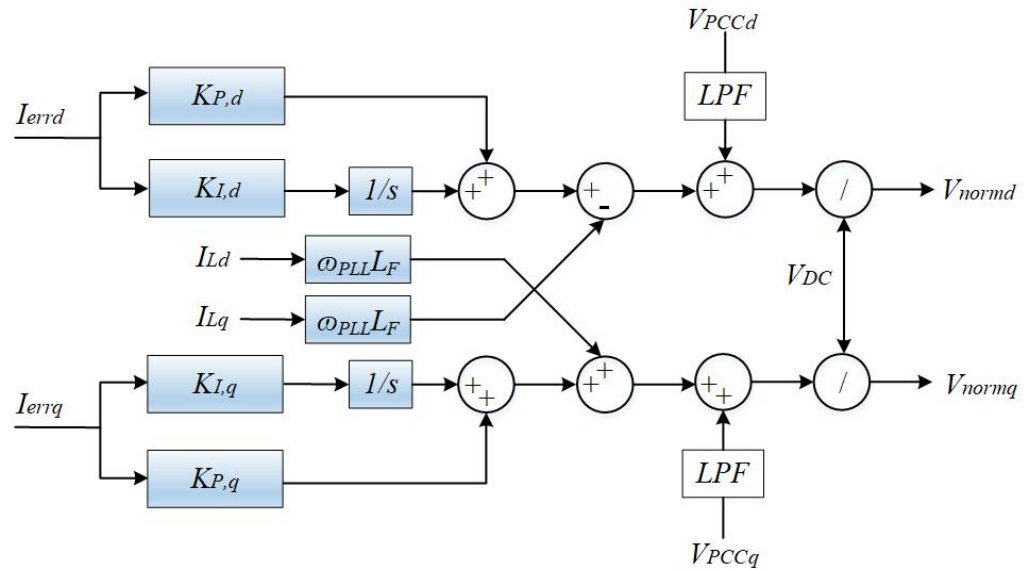 VPCCd
KP,d
LPF
Ierrd
KI,d
1/s
+
+
+
-
+
+
/
Vnormd
ILd
ωPLLLF
VDC
ILq
ωPLLLF
KI,q
1/s
+
+
+
+
+
+
/
Vnormq
Ierrq
KP,q
LPF
VPCCq